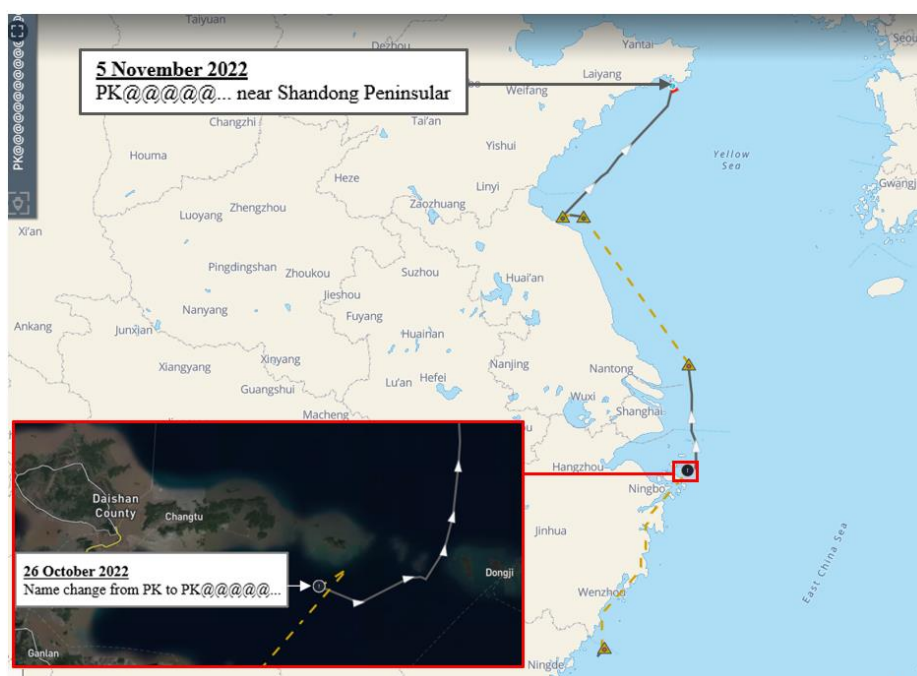 Taiyuan
Dezhou
Yantai
Seou
5 November 2022
PK@@@@@... near Shandong Peninsular
Laiyang
Weifang
Changzhi
Tai'an
Yishui
Yellow
Sea
Houma
Heze
Linyi
Gwangj
Zaozhuang
Luoyang
Zhengzhou
Xi'an
Pingdingshan
Zhoukou
Suzhou
Huai'an
Jieshou
Nanyang
Fuyang
Ankang
Junxian
Huainan
Xiangyang
Xinyang
Nanjing
Nantong
Guangshui
Lu'an
Hefei
Wuxi
Shanghai
Macheng
Hangzhou
Ningbo
Daishan
County
Changtu
Jinhua
26 October 2022
Name change from PK to PK@@@@@...
Dongji
East China Sea
Wenzhou
Ganlan
Ningde